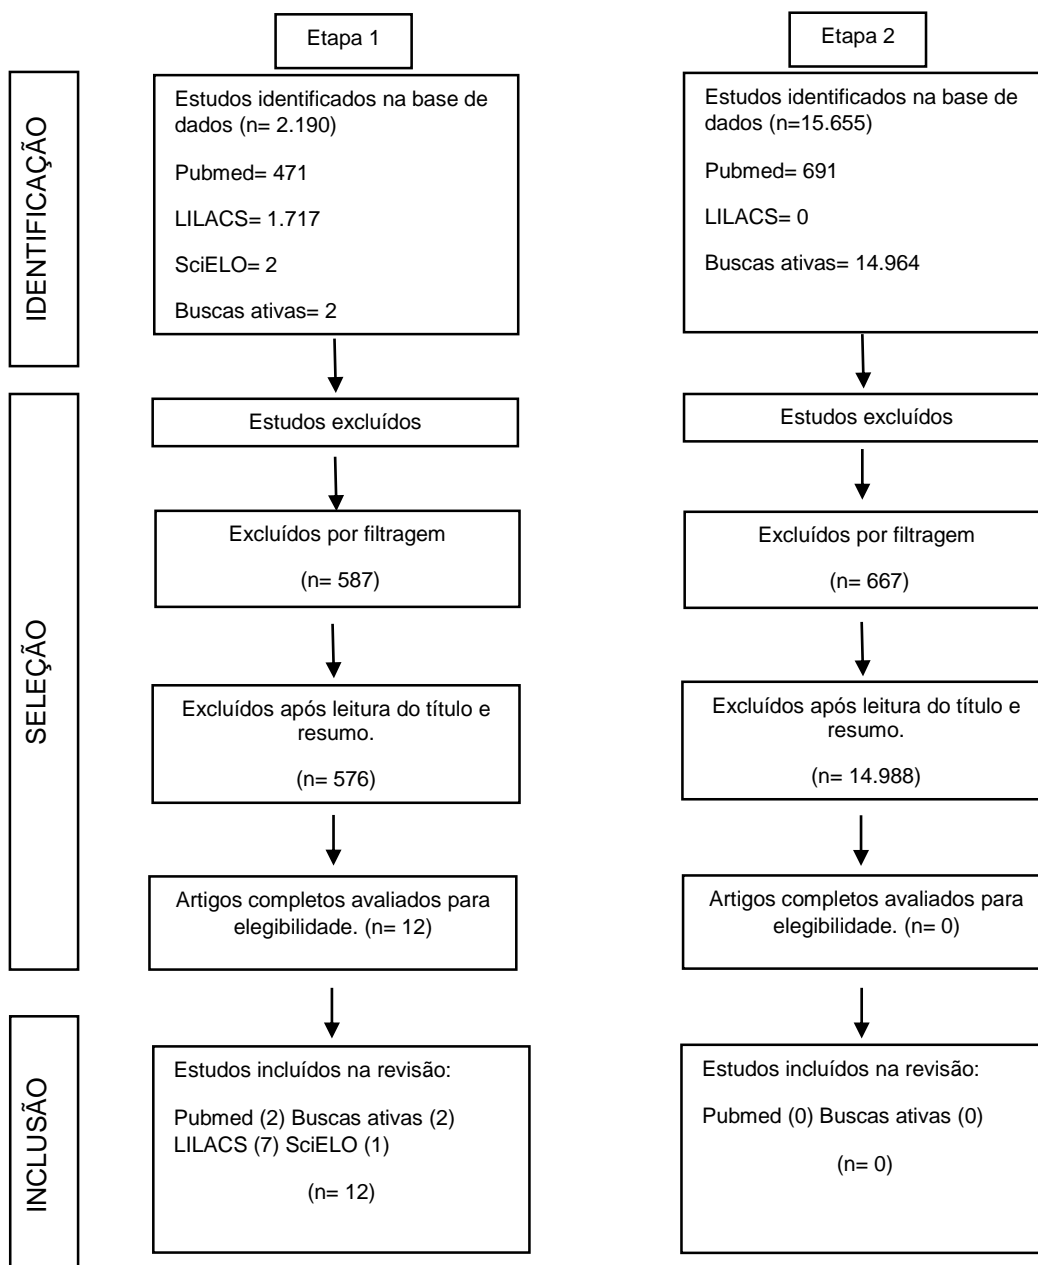 Etapa 1
Etapa 2
IDENTIFICAÇÃO
Estudos identificados na base de
dados (n= 2.190)
Pubmed= 471
LILACS= 1.717
SciELO= 2
Buscas ativas= 2
Estudos identificados na base de
dados (n=15.655)
Pubmed= 691
LILACS= 0
Buscas ativas= 14.964
SELEÇÃO
Estudos excluídos
Estudos excluídos
Excluídos por filtragem
(n= 587)
Excluídos por filtragem
(n= 667)
Excluídos após leitura do título e
resumo.
(n= 576)
Excluídos após leitura do título e
resumo.
(n= 14.988)
Artigos completos avaliados para
elegibilidade. (n= 12)
Artigos completos avaliados para
elegibilidade. (n= 0)
INCLUSÃO
Estudos incluídos na revisão:
Pubmed (2) Buscas ativas (2)
LILACS (7) SciELO (1)
(n= 12)
Estudos incluídos na revisão:
Pubmed (0) Buscas ativas (0)
(n= 0)